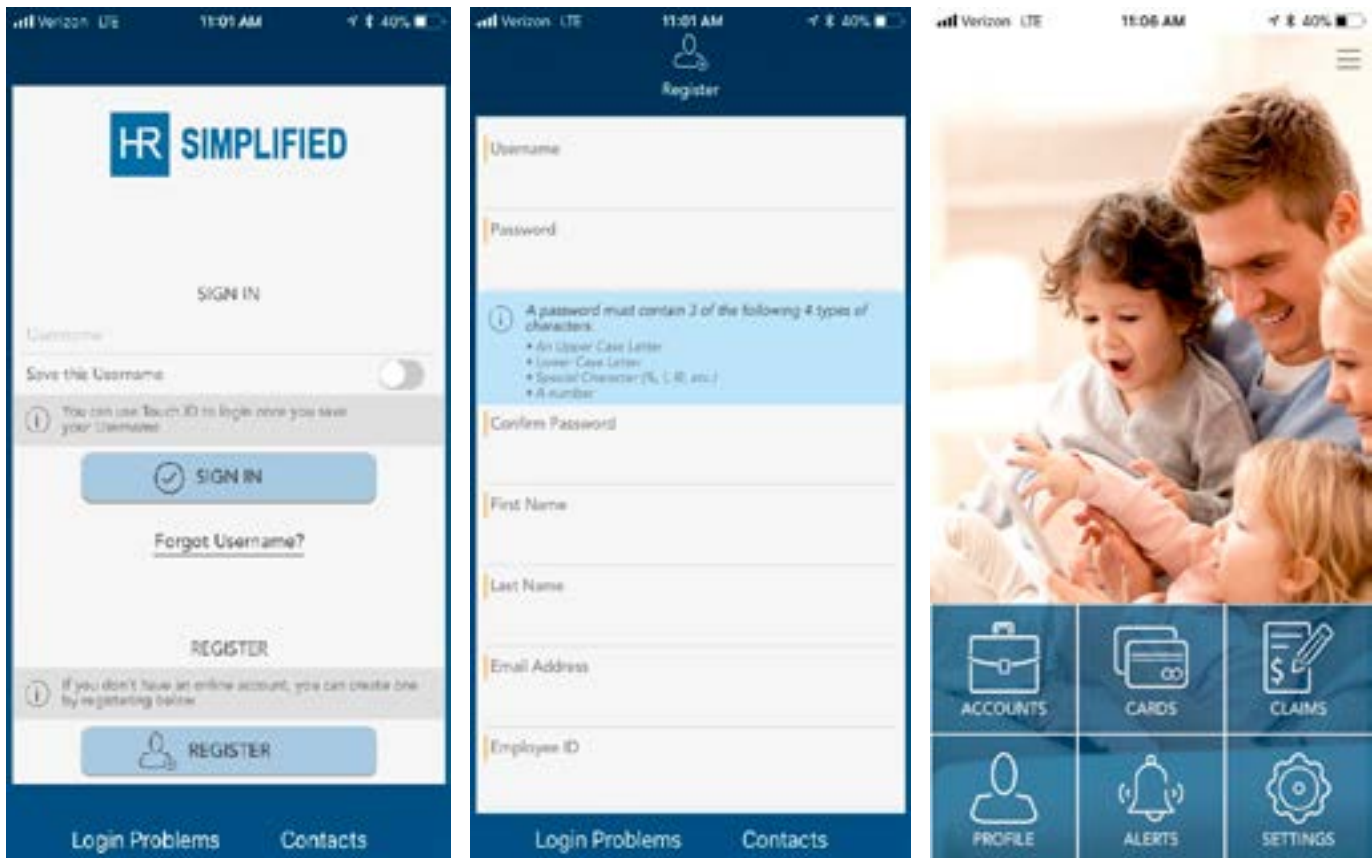 Verizon LTE 11:01 AM 40%
HR SIMPLIFIED
SIGN IN
Username
Save this Username
You can use Touch ID to login once you save
your Username
SIGN IN
Forgot Username?
REGISTER
If you don't have an online account, you can create one
by registering below
REGISTER
Login Problems Contacts
Verizon LTE 11:01 AM 40%
Register
Username
Password
A password must contain 3 of the following 4 types of
characters.
• An Upper Case Letter
• Lower Case Letter
• Special Character (%, etc.)
• A number
Confirm Password
First Name
Last Name
Email Address
Employee ID
Login Problems Contacts
Verizon LTE 11:06 AM 40%
ACCOUNTS CARDS CLAIMS
PROFILE ALERTS SETTINGS